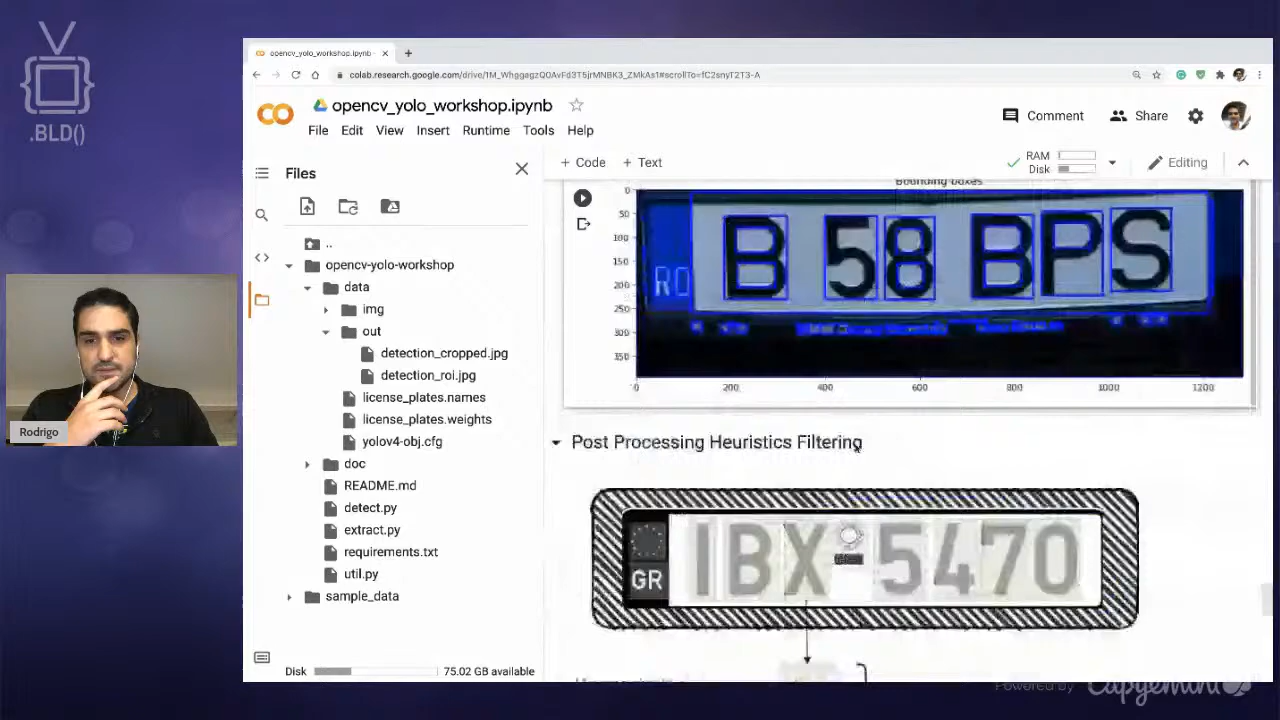 .BLD()
Rodrigo
opencv_yolo_workshop.ipynb -
colab.research.google.com/drive/
opencv_yolo_workshop.ipynb
Comment
Share
File Edit View Insert Runtime Tools Help
Files
+ Code + Text
RAM
Disk
Editing
..
opencv-yolo-workshop
data
img
out
detection_cropped.jpg
detection_roi.jpg
license_plates.names
license_plates.weights
yolov4-obj.cfg
doc
README.md
detect.py
extract.py
requirements.txt
util.py
sample_data
Disk
75.02 GB available
Bounding boxes
0
50
100
150
200
250
300
350
RO
B 58 BPS
0 200 400 600 800 1000 1200
Post Processing Heuristics Filtering
GR
IBX-5470
Powered by Capgemini